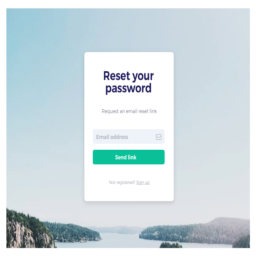 Reset your
password
Request an email reset link
Email address
Send link
Not registered? Sign up